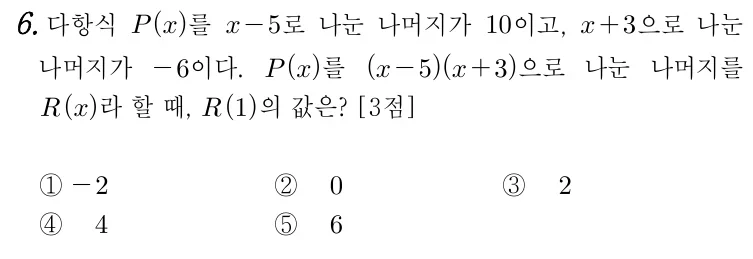 6. 다항식 P(x)를 x-5로 나눈 나머지가 10이고, x+3으로 나눈
나머지가 -6이다. P(x)를 (x-5)(x+3)으로 나눈 나머지를
R(x)라 할 때, R(1)의 값은? [3점]
① -2 ② 0 ③ 2
④ 4 ⑤ 6